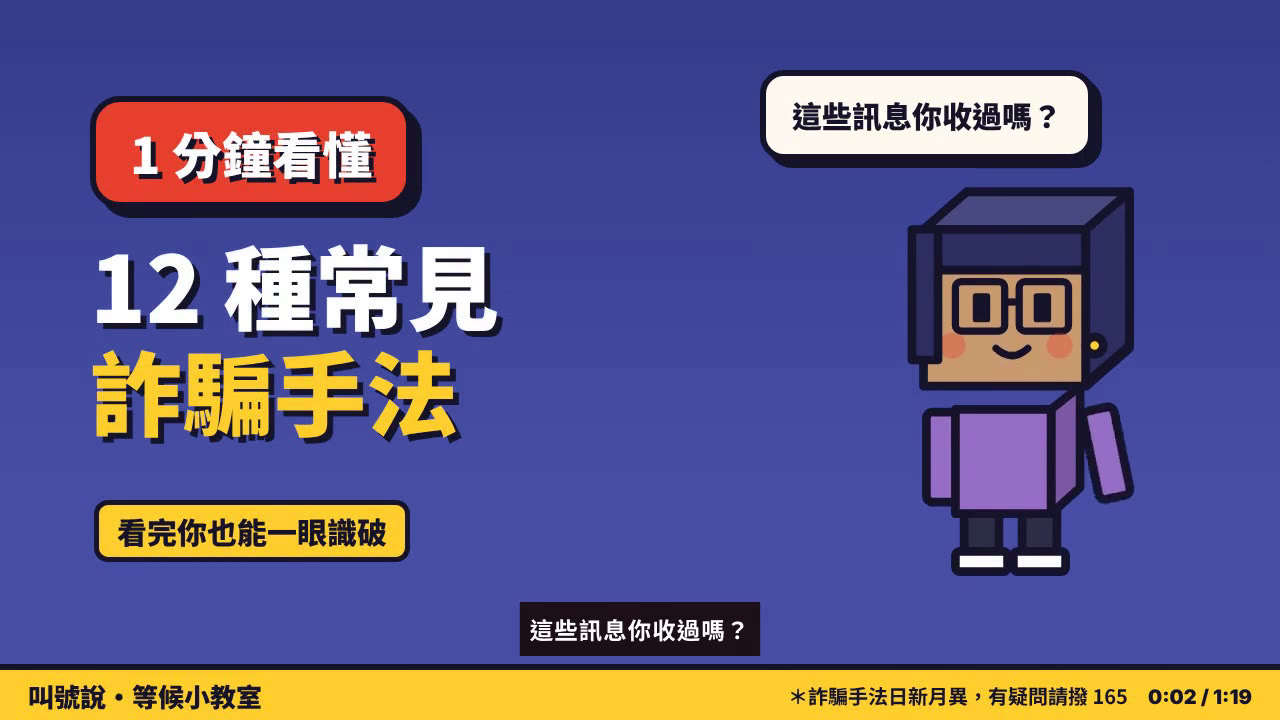 1 分鐘看懂
12 種常見
詐騙手法
看完你也能一眼識破
這些訊息你收過嗎？
這些訊息你收過嗎？
叫號說・等候小教室
＊詐騙手法日新月異，有疑問請撥 165
0:02 / 1:19